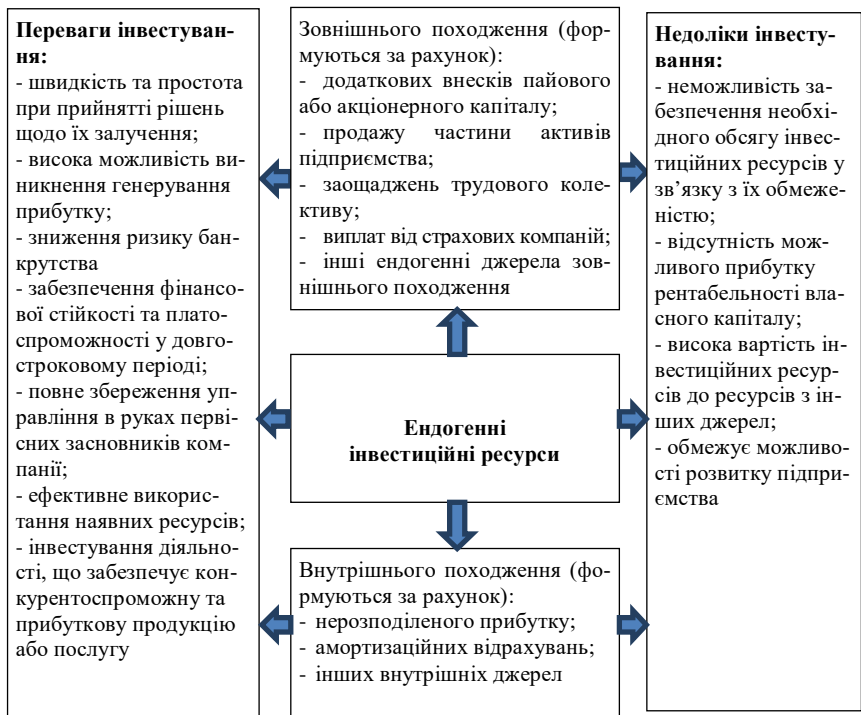 Переваги інвестуван-
ня:
- швидкість та простота
при прийнятті рішень
щодо їх залучення;
- висока можливість ви-
никнення генерування
прибутку;
- зниження ризику бан-
крутства
- забезпечення фінансо-
вої стійкості та плато-
спроможності у довго-
строковому періоді;
- повне збереження уп-
равління в руках первіс-
них засновників ком-
панії;
- ефективне викорис-
тання наявних ресурсів;
- інвестування діяльно-
сті, що забезпечує кон-
курентоспроможну та
прибуткову продукцію
або послугу
Зовнішнього походження (фор-
муються за рахунок):
- додаткових внесків пайового
або акціонерного капіталу;
- продажу частини активів
підприємства;
- заощаджень трудового колек-
тиву;
- виплат від страхових компаній;
- інші ендогенні джерела зов-
нішнього походження
Ендогенні
інвестиційні ресурси
Внутрішнього походження (фо-
рмуються за рахунок):
- нерозподіленого прибутку;
- амортизаційних відрахувань;
- інших внутрішніх джерел
Недоліки інвесту-
вання:
- неможливість за-
безпечення необхі-
дного обсягу інвес-
тиційних ресурсів у
зв’язку з їх обмеже-
ністю;
- відсутність мож-
ливого прибутку
рентабельності вла-
сного капіталу;
- висока вартість ін-
вестиційних ресур-
сів до ресурсів з ін-
ших джерел;
- обмежує можливо-
сті розвитку підпри-
ємства